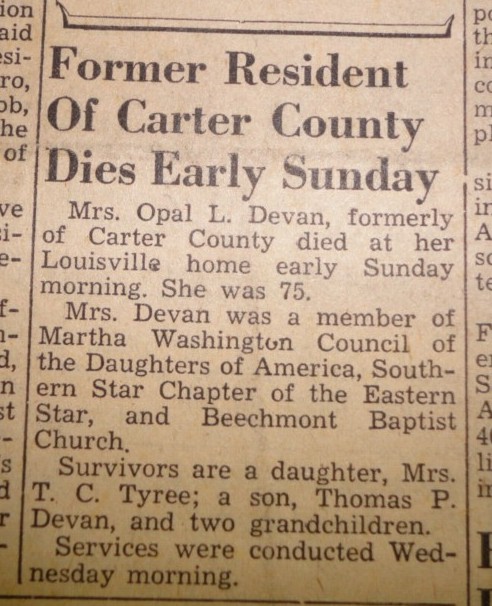 Former Resident
Of Carter County
Dies Early Sunday
Mrs. Opal L. Devan, formerly
of Carter County died at her
Louisville home early Sunday
morning. She was 75.
Mrs. Devan was a member of
Martha Washington Council of
the Daughters of America, South-
ern Star Chapter of the Eastern
Star, and Beechmont Baptist
Church.
Survivors are a daughter, Mrs.
T. C. Tyree; a son, Thomas P.
Devan, and two grandchildren.
Services were conducted Wed-
nesday morning.